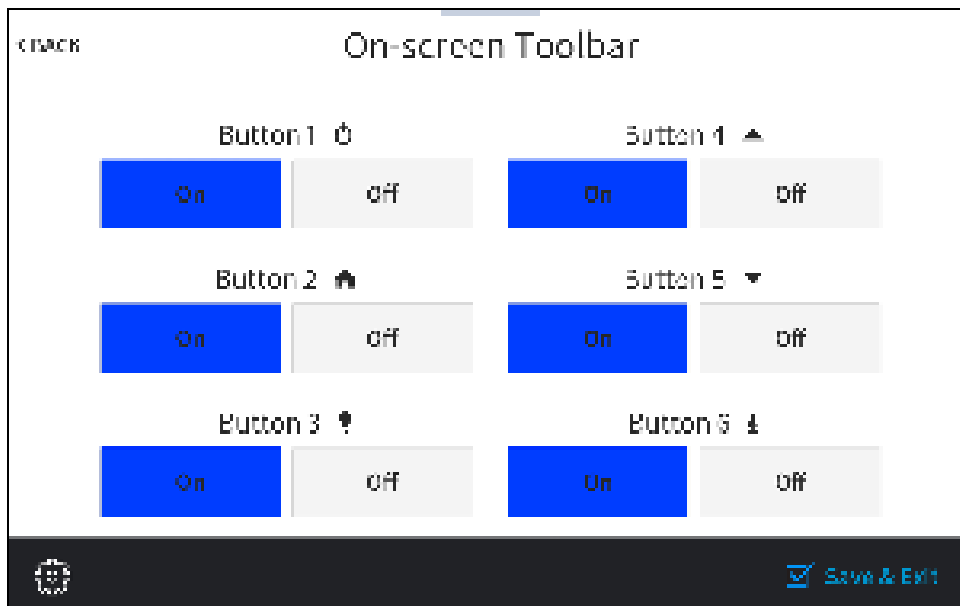 < BACK
On-screen Toolbar
Button 1
Button 4
On Off
On Off
Button 2
Button 5
On Off
On Off
Button 3
Button 6
On Off
On Off
Save & Exit